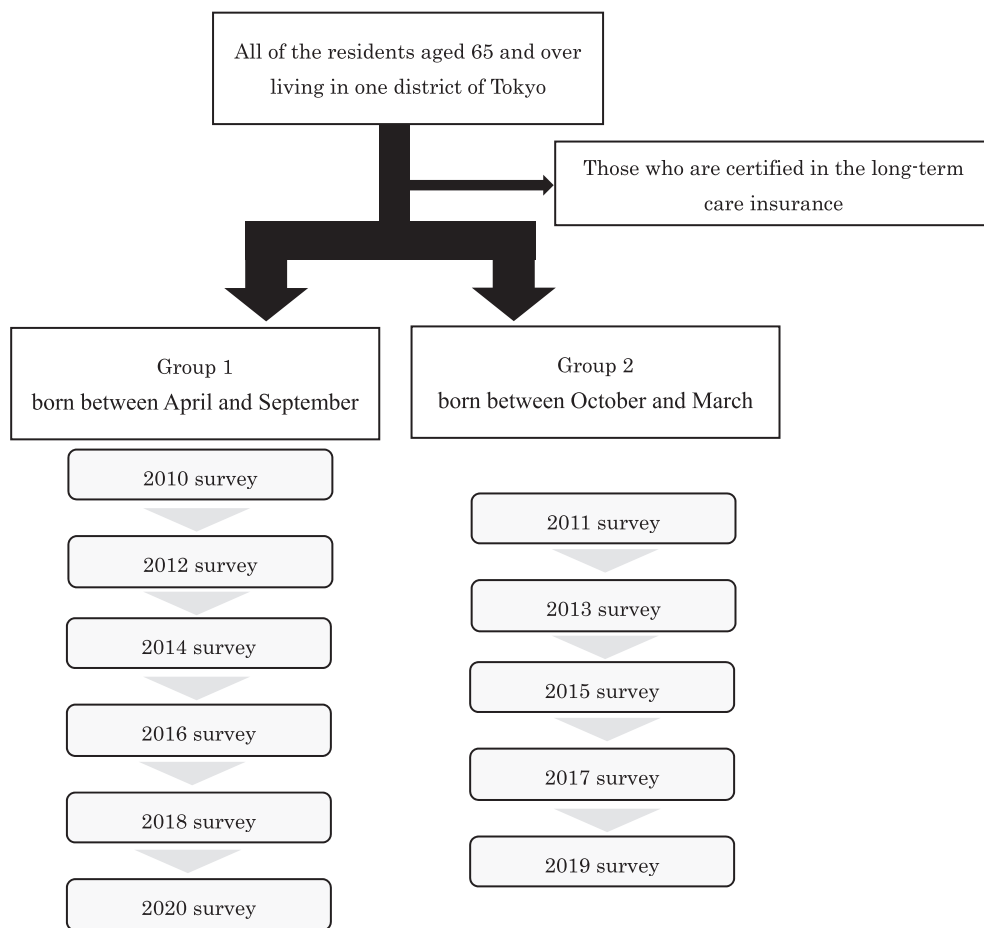 All of the residents aged 65 and over
living in one district of Tokyo
Those who are certified in the long-term
care insurance
Group 1
born between April and September
Group 2
born between October and March
2010 survey
2012 survey
2014 survey
2016 survey
2018 survey
2020 survey
2011 survey
2013 survey
2015 survey
2017 survey
2019 survey